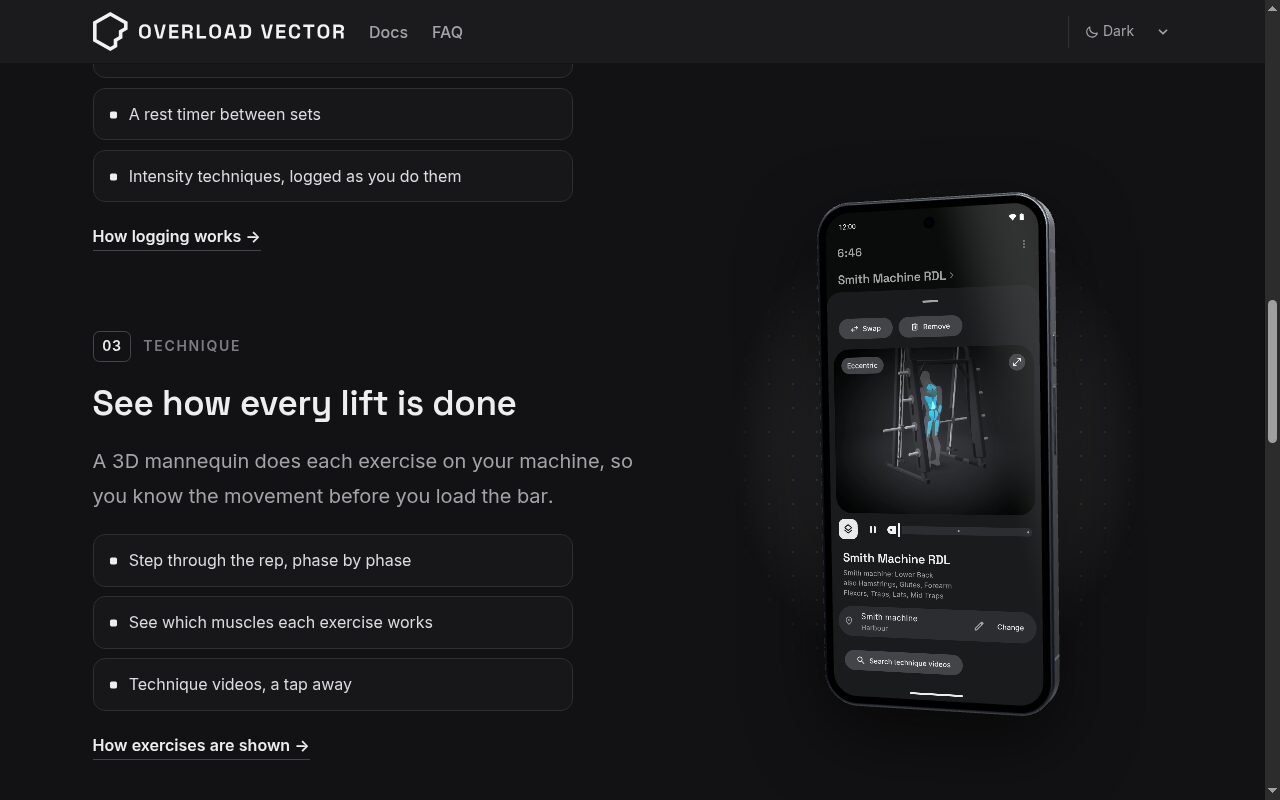 OVERLOAD VECTOR
Docs
FAQ
Dark
A rest timer between sets
Intensity techniques, logged as you do them
How logging works →
03
TECHNIQUE
See how every lift is done
A 3D mannequin does each exercise on your machine, so
you know the movement before you load the bar.
Step through the rep, phase by phase
See which muscles each exercise works
Technique videos, a tap away
How exercises are shown →
12:00
6:46
Smith Machine RDL ›
Swap
Remove
Eccentric
Smith Machine RDL
Smith machine· Lower Back
also Hamstrings, Glutes, Forearm
Flexors, Traps, Lats, Mid Traps
Smith machine
Harbour
Change
Search technique videos